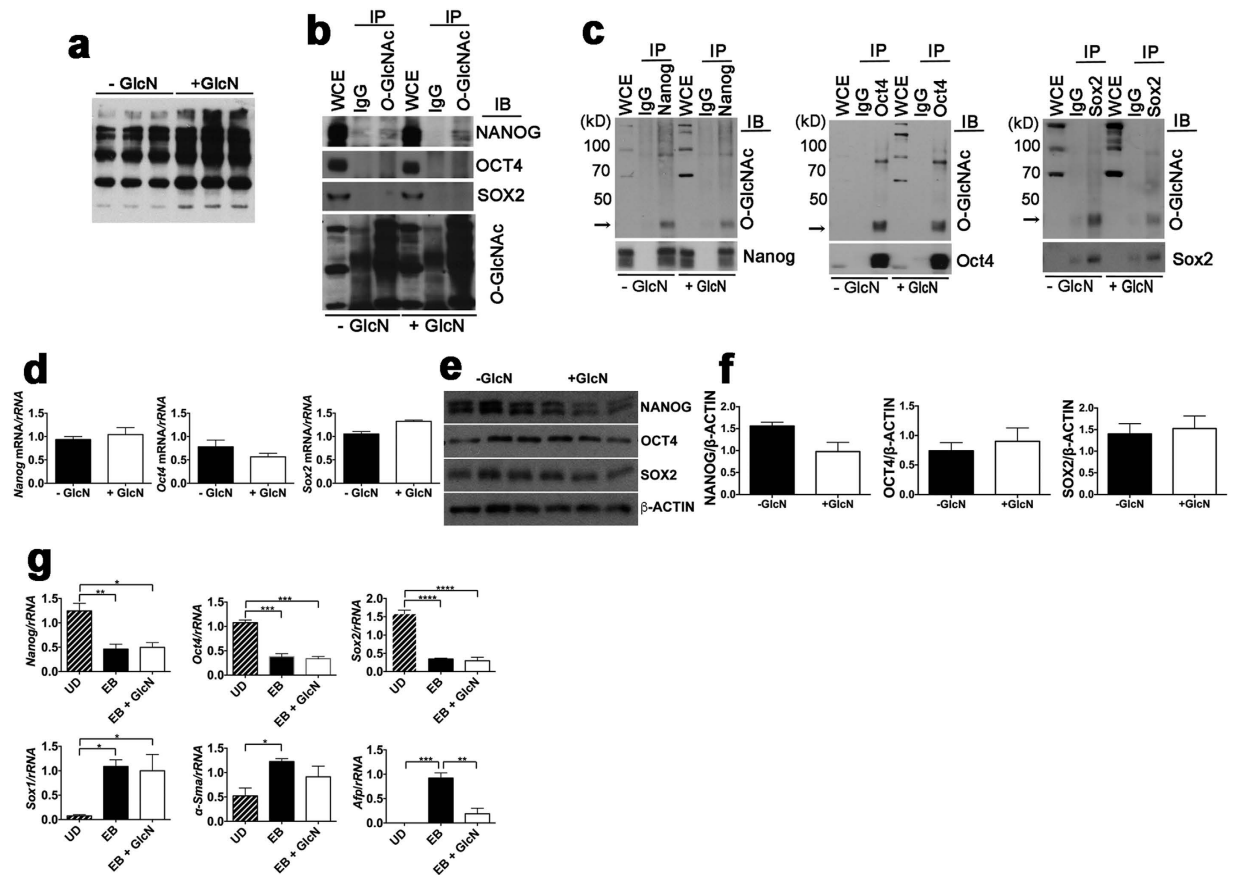 a
- GlcN +GlcN
b
IP IP
WCE IgG O-GlcNAc WCE IgG O-GlcNAc
IB
NANOG
OCT4
SOX2
O-GlcNAc
- GlcN + GlcN
c
IP IP
WCE IgG Nanog WCE IgG Nanog
(kD) IB
100
70
50
O-GlcNAc
Nanog
- GlcN + GlcN
IP IP
WCE IgG Oct4 WCE IgG Oct4
(kD) IB
100
70
50
O-GlcNAc
Oct4
- GlcN + GlcN
IP IP
WCE IgG Sox2 WCE IgG Sox2
(kD) IB
100
70
50
O-GlcNAc
Sox2
- GlcN + GlcN
d
Nanog mRNA/rRNA
1.5
1.0
0.5
0.0
- GlcN + GlcN
Oct4 mRNA/rRNA
1.5
1.0
0.5
0.0
- GlcN + GlcN
Sox2 mRNA/rRNA
1.5
1.0
0.5
0.0
- GlcN + GlcN
e
-GlcN +GlcN
NANOG
OCT4
SOX2
β-ACTIN
f
NANOG/β-ACTIN
2.0
1.5
1.0
0.5
0.0
-GlcN +GlcN
OCT4/β-ACTIN
2.0
1.5
1.0
0.5
0.0
-GlcN +GlcN
SOX2/β-ACTIN
2.0
1.5
1.0
0.5
0.0
-GlcN +GlcN
g
Nanog/rRNA
*
**
1.5
1.0
0.5
0.0
UD EB EB + GlcN
Oct4/rRNA
***
***
1.5
1.0
0.5
0.0
UD EB EB + GlcN
Sox2/rRNA
****
****
2.0
1.5
1.0
0.5
0.0
UD EB EB + GlcN
Sox1/rRNA
*
*
1.5
1.0
0.5
0.0
UD EB EB + GlcN
α-Sma/rRNA
*
1.5
1.0
0.5
0.0
UD EB EB + GlcN
Afp/rRNA
*** **
1.5
1.0
0.5
0.0
UD EB EB + GlcN